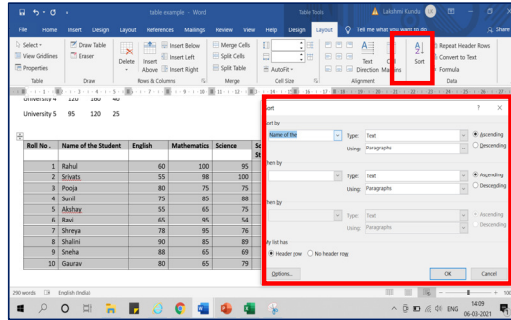 table example - Word
Table Tools
Lakshmi Kundu LK
File Home Insert Design Layout References Mailings Review View Help Design Layout Tell me what you want to do Share
Select Draw Table Insert Below Merge Cells Repeat Header Rows
View Gridlines Eraser Delete Insert Insert Left Split Cells Text Cell Sort Convert to Text
Properties Above Insert Right Split Table AutoFit Direction Margins Formula
Table Draw Rows & Columns Merge Cell Size Alignment Data
University 4 120 160 40
University 5 95 120 25
Roll No . Name of the Student English Mathematics Science
1 Rahul 60 100 95
2 Srivats 55 98 100
3 Pooja 80 75 75
4 Sunil 75 85 88
5 Akshay 55 65 75
6 Ravi 65 95 54
7 Shreya 78 95 76
8 Shalini 90 85 89
9 Sneha 88 65 69
10 Gaurav 80 65 79
Sort ? ×
Sort by
Name of the Type: Text Ascending
Using: Paragraphs Descending
Then by
Type: Text Ascending
Using: Paragraphs Descending
Then by
Type: Text Ascending
Using: Paragraphs Descending
My list has
Header row No header row
Options... OK Cancel
290 words English (India)
ENG 14:09
06-03-2021